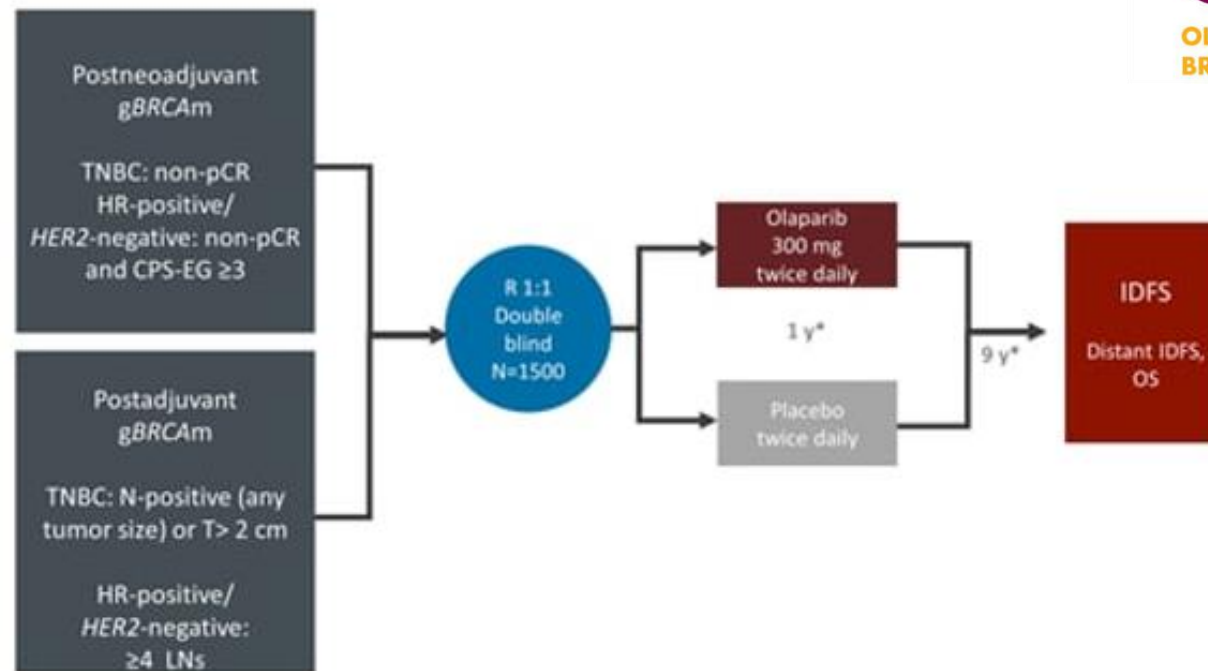 Postneoadjuvant
gBRCAm
TNBC: non-pCR
HR-positive/
HER2-negative: non-pCR
and CPS-EG ≥3
Postadjuvant
gBRCAm
TNBC: N-positive (any
tumor size) or T> 2 cm
HR-positive/
HER2-negative:
≥4 LNs
R 1:1
Double
blind
N=1500
Olaparib
300 mg
twice daily
1 y*
Placebo
twice daily
9 y*
IDFS
Distant IDFS,
OS